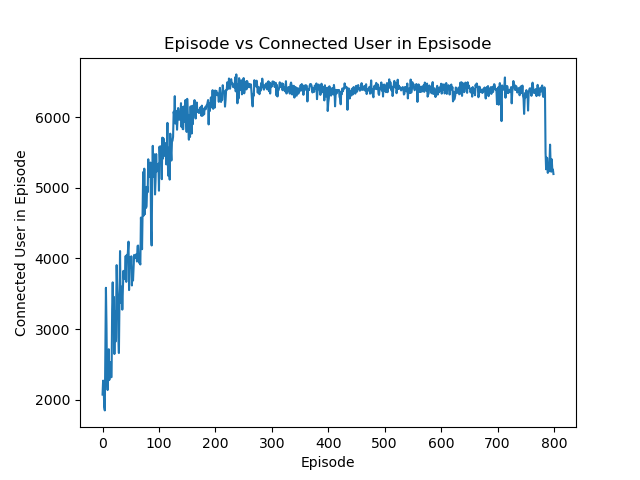 Episode vs Connected User in Epsisode
Connected User in Episode
6000
5000
4000
3000
2000
0 100 200 300 400 500 600 700 800
Episode